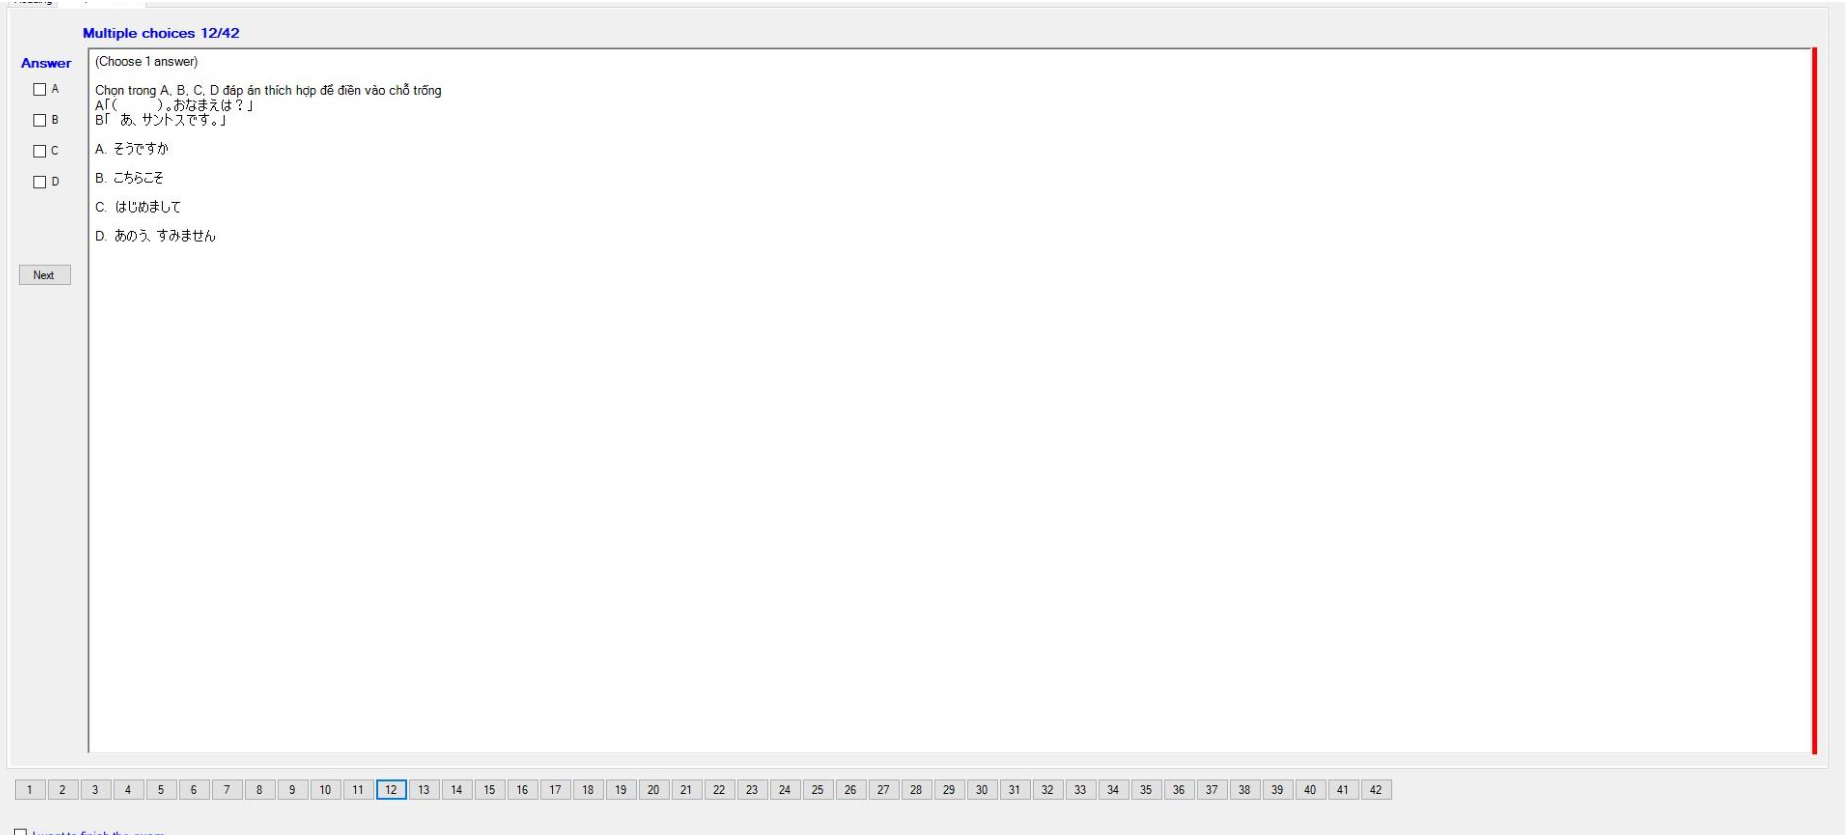 Multiple choices 12/42
Answer
(Choose 1 answer)
A
B
C
D
Next
Chọn trong A, B, C, D đáp án thích hợp để điền vào chỗ trống
A「(　　　)。おなまえは？」
B「 あ、サントスです。」
A. そうですか
B. こちらこそ
C. はじめまして
D. あのう、すみません
1 2 3 4 5 6 7 8 9 10 11 12 13 14 15 16 17 18 19 20 21 22 23 24 25 26 27 28 29 30 31 32 33 34 35 36 37 38 39 40 41 42